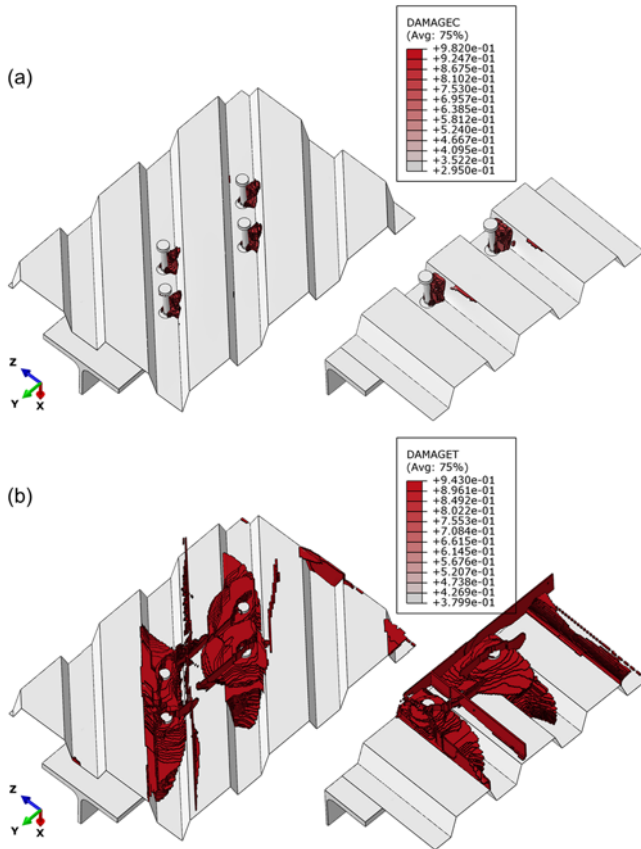 (a)
DAMAGEC
(Avg: 75%)
+9.820e-01
+9.247e-01
+8.675e-01
+8.102e-01
+7.530e-01
+6.957e-01
+6.385e-01
+5.812e-01
+5.240e-01
+4.667e-01
+4.095e-01
+3.522e-01
+2.950e-01
Z
Y
X
(b)
DAMAGET
(Avg: 75%)
+9.430e-01
+8.961e-01
+8.492e-01
+8.022e-01
+7.553e-01
+7.084e-01
+6.615e-01
+6.145e-01
+5.676e-01
+5.207e-01
+4.738e-01
+4.269e-01
+3.799e-01
Z
Y
X